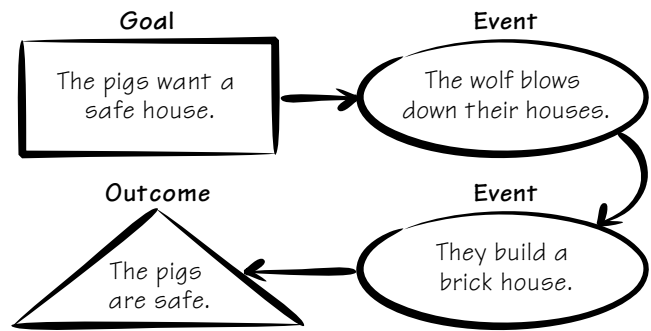 Goal
The pigs want a
safe house.
Event
The wolf blows
down their houses.
Event
They build a
brick house.
Outcome
The pigs
are safe.